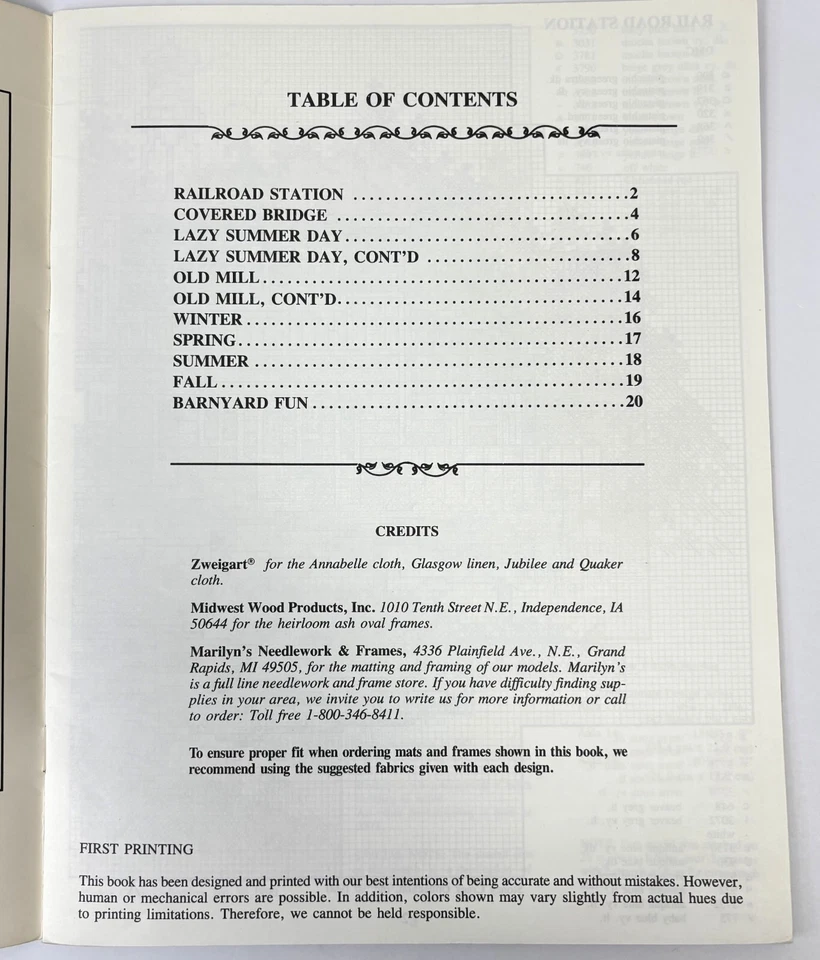 TABLE OF CONTENTS
RAILROAD STATION ..................................2
COVERED BRIDGE ....................................4
LAZY SUMMER DAY...................................6
LAZY SUMMER DAY, CONT'D .........................8
OLD MILL............................................12
OLD MILL, CONT'D...................................14
WINTER..............................................16
SPRING...............................................17
SUMMER .............................................18
FALL.................................................19
BARNYARD FUN......................................20
CREDITS
Zweigart® for the Annabelle cloth, Glasgow linen, Jubilee and Quaker
cloth.
Midwest Wood Products, Inc. 1010 Tenth Street N.E., Independence, IA
50644 for the heirloom ash oval frames.
Marilyn's Needlework & Frames, 4336 Plainfield Ave., N.E., Grand
Rapids, MI 49505, for the matting and framing of our models. Marilyn's
is a full line needlework and frame store. If you have difficulty finding sup-
plies in your area, we invite you to write us for more information or call
to order: Toll free 1-800-346-8411.
To ensure proper fit when ordering mats and frames shown in this book, we
recommend using the suggested fabrics given with each design.
FIRST PRINTING
This book has been designed and printed with our best intentions of being accurate and without mistakes. However,
human or mechanical errors are possible. In addition, colors shown may vary slightly from actual hues due
to printing limitations. Therefore, we cannot be held responsible.